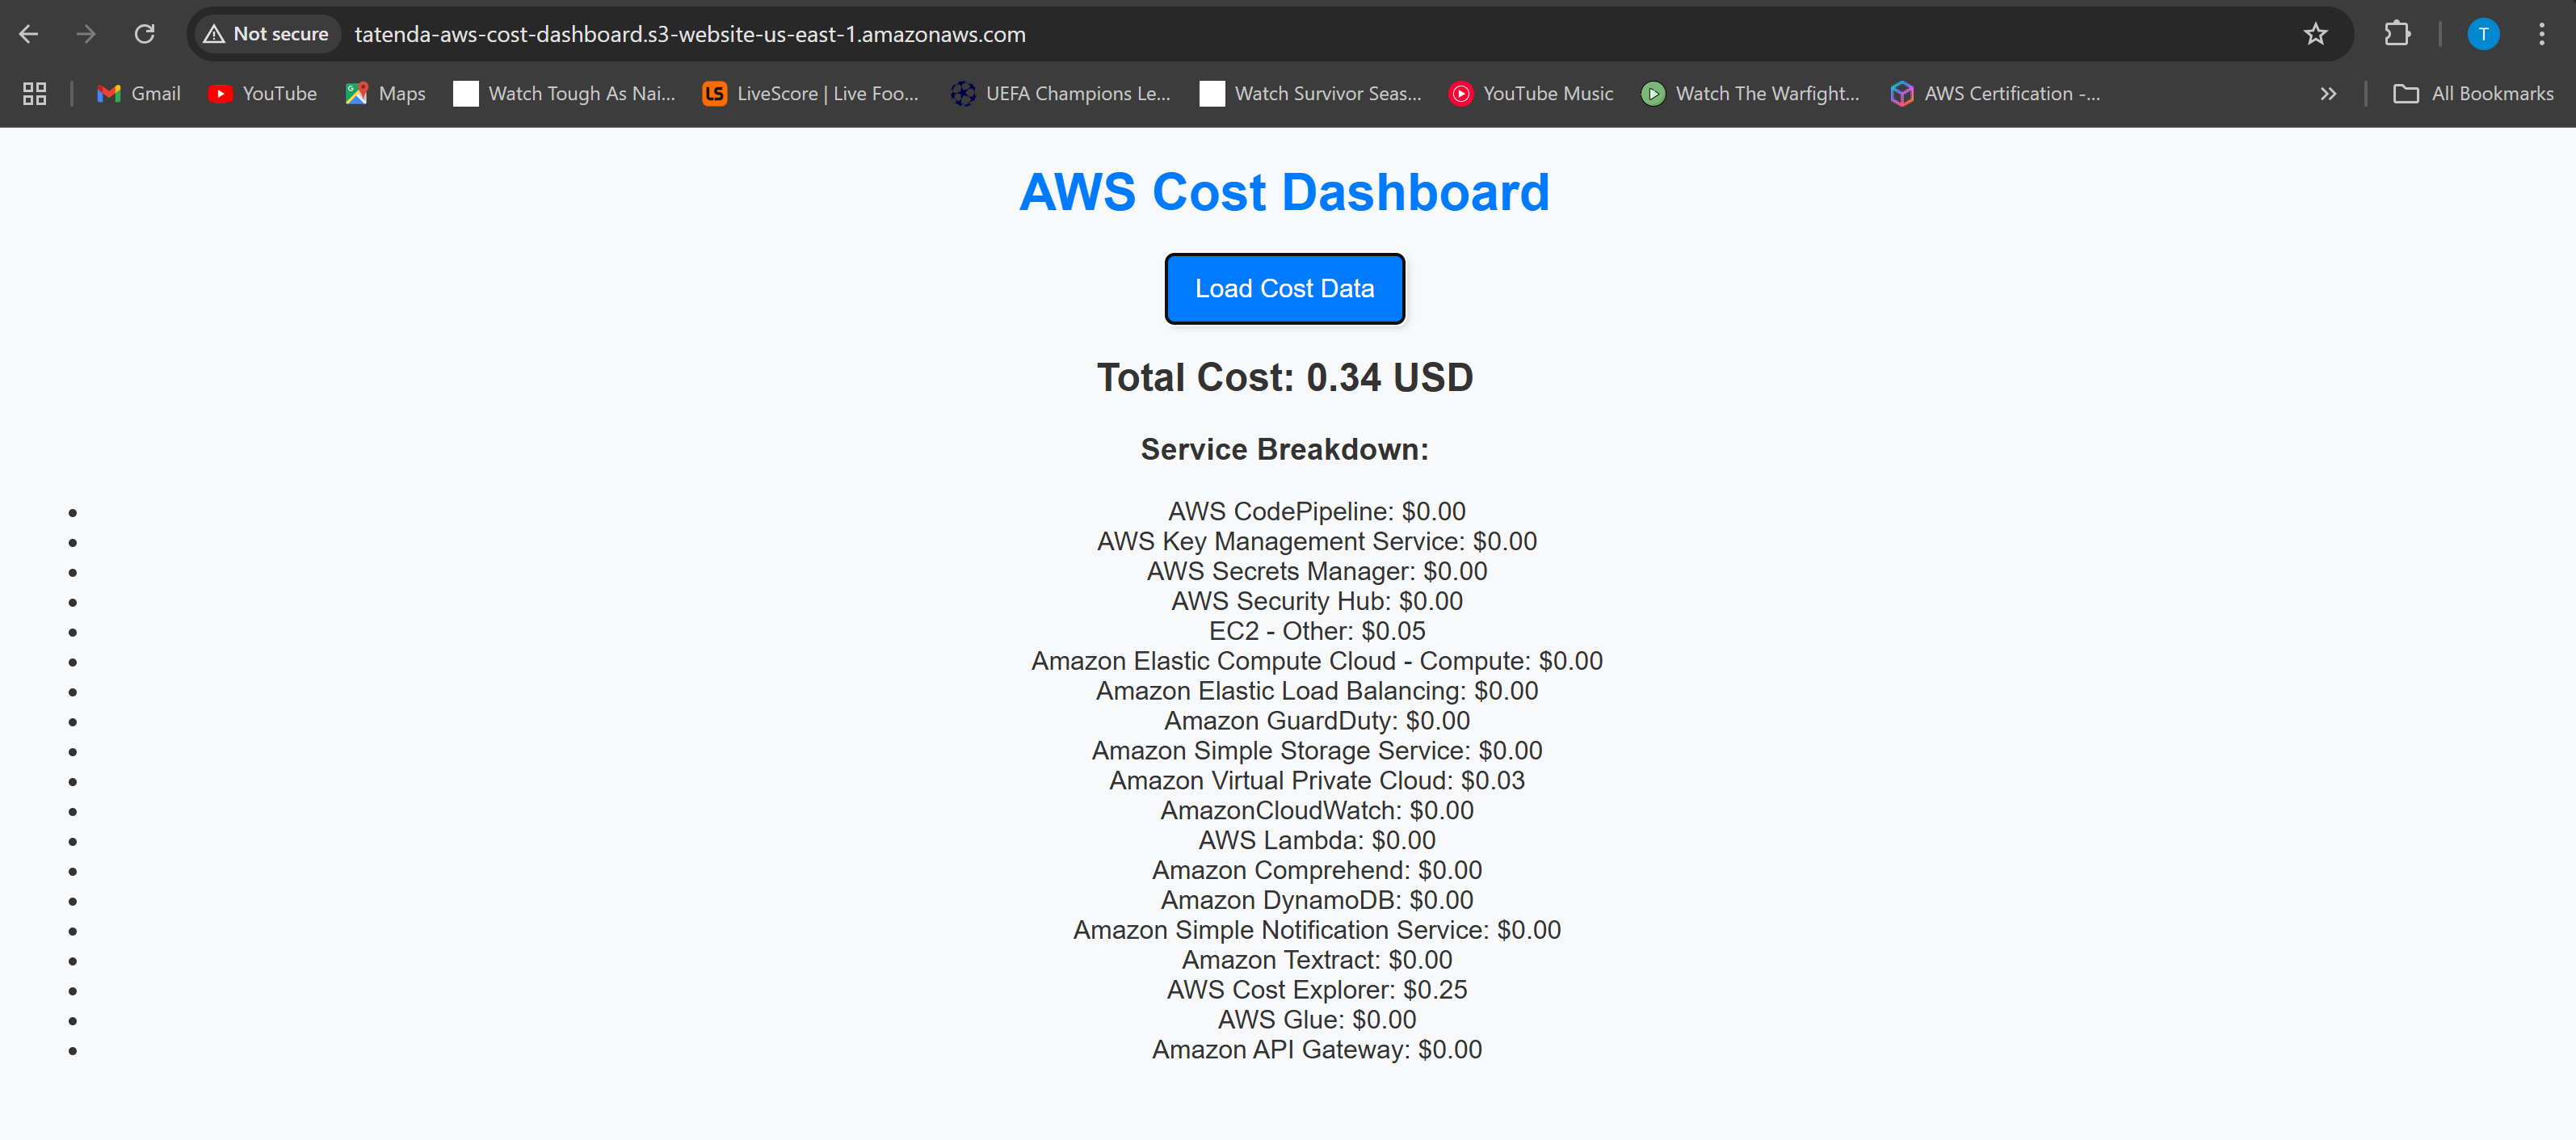 Not secure tatenda-aws-cost-dashboard.s3-website-us-east-1.amazonaws.com T
Gmail YouTube Maps Watch Tough As Nai... LS LiveScore | Live Foo... UEFA Champions Le... Watch Survivor Seas... YouTube Music Watch The Warfight... AWS Certification -... All Bookmarks
AWS Cost Dashboard
Load Cost Data
Total Cost: 0.34 USD
Service Breakdown:
• AWS CodePipeline: $0.00
• AWS Key Management Service: $0.00
• AWS Secrets Manager: $0.00
• AWS Security Hub: $0.00
• EC2 - Other: $0.05
• Amazon Elastic Compute Cloud - Compute: $0.00
• Amazon Elastic Load Balancing: $0.00
• Amazon GuardDuty: $0.00
• Amazon Simple Storage Service: $0.00
• Amazon Virtual Private Cloud: $0.03
• AmazonCloudWatch: $0.00
• AWS Lambda: $0.00
• Amazon Comprehend: $0.00
• Amazon DynamoDB: $0.00
• Amazon Simple Notification Service: $0.00
• Amazon Textract: $0.00
• AWS Cost Explorer: $0.25
• AWS Glue: $0.00
• Amazon API Gateway: $0.00